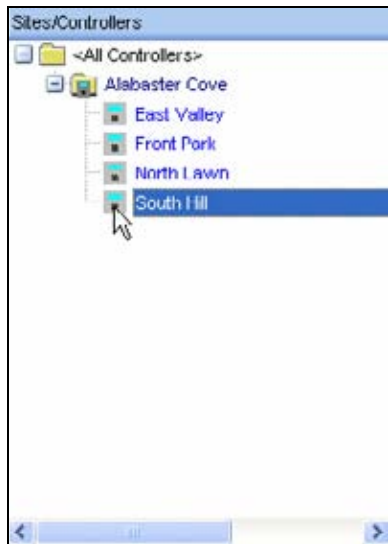 Sites/Controllers
<All Controllers>
Alabaster Cove
East Valley
Front Park
North Lawn
South Hill